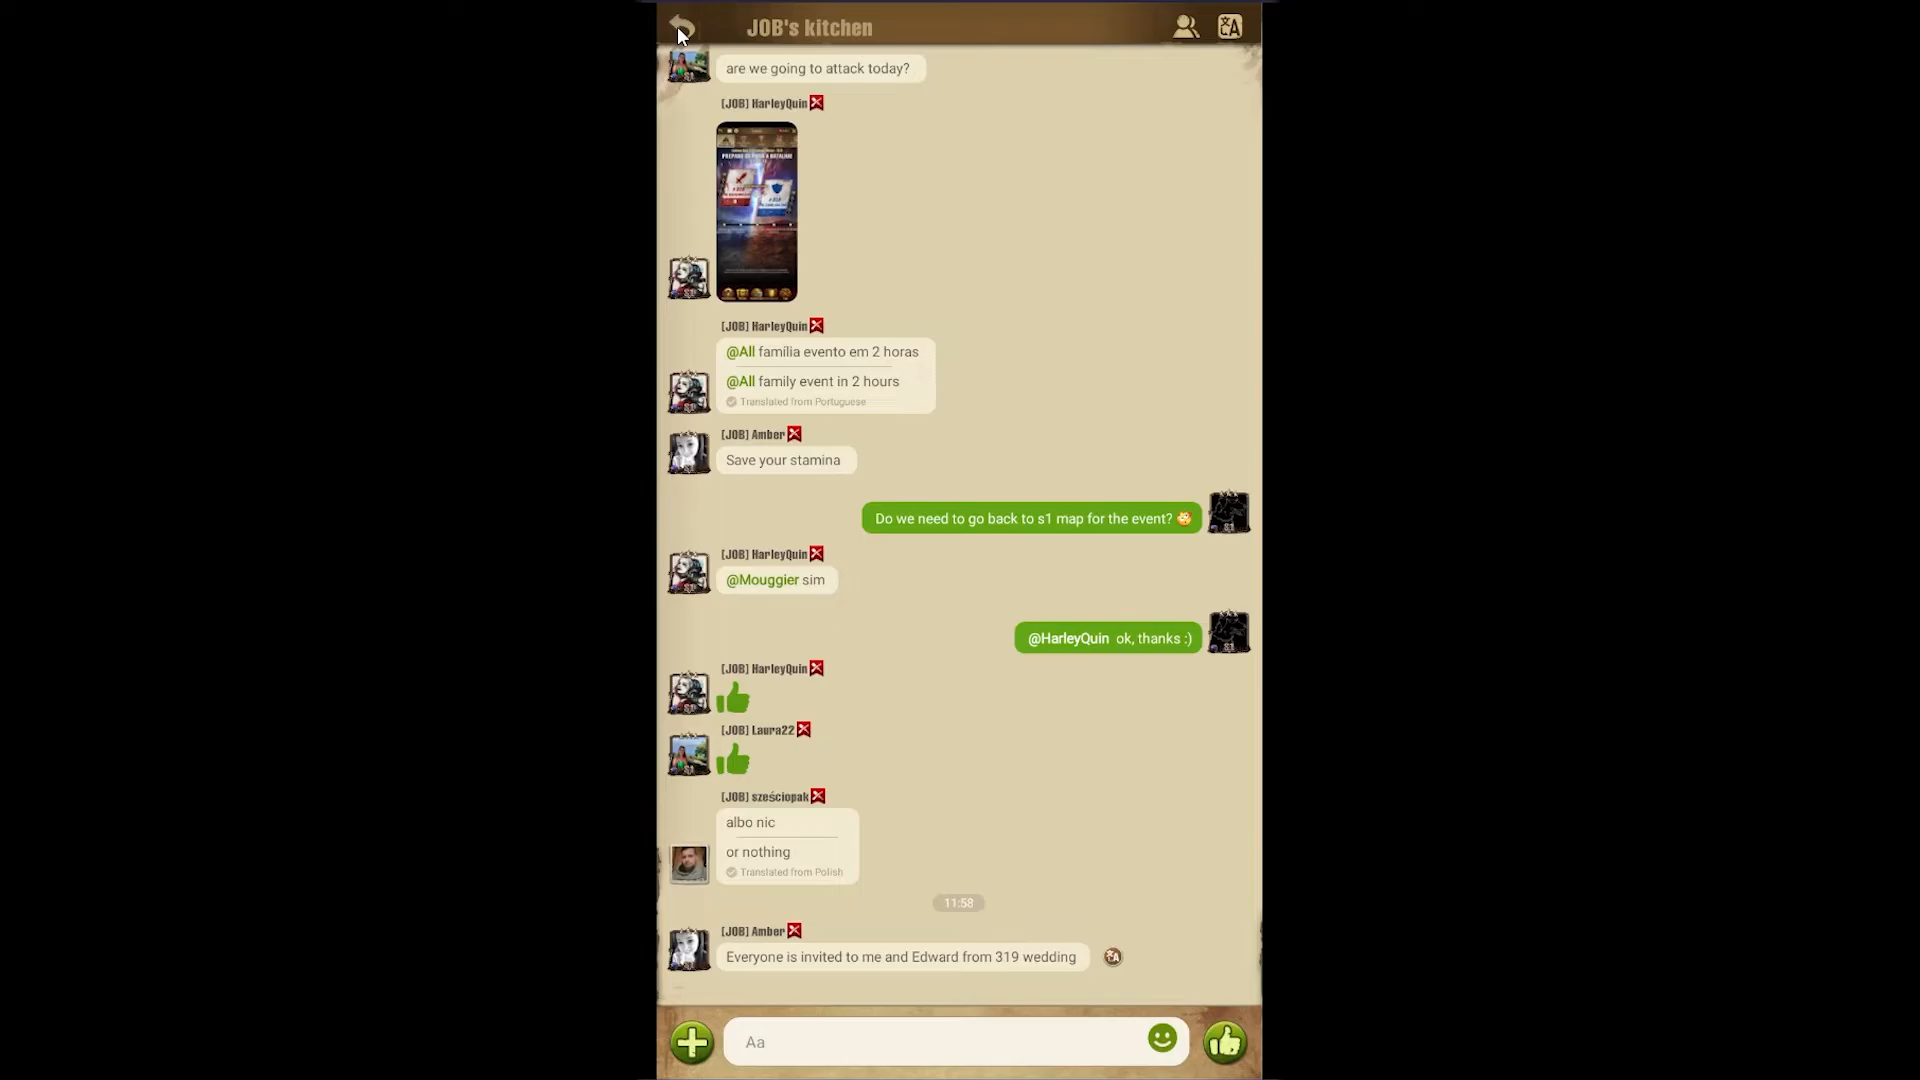 JOB's kitchen
are we going to attack today?
[JOB] HarleyQuin
[JOB] HarleyQuin
@All família evento em 2 horas
@All family event in 2 hours
Translated from Portuguese
[JOB] Amber
Save your stamina
Do we need to go back to s1 map for the event?
[JOB] HarleyQuin
@Mouggier sim
@HarleyQuin ok, thanks :)
[JOB] HarleyQuin
[JOB] Laura22
[JOB] sześciopak
albo nic
or nothing
Translated from Polish
11:58
[JOB] Amber
Everyone is invited to me and Edward from 319 wedding
Aa